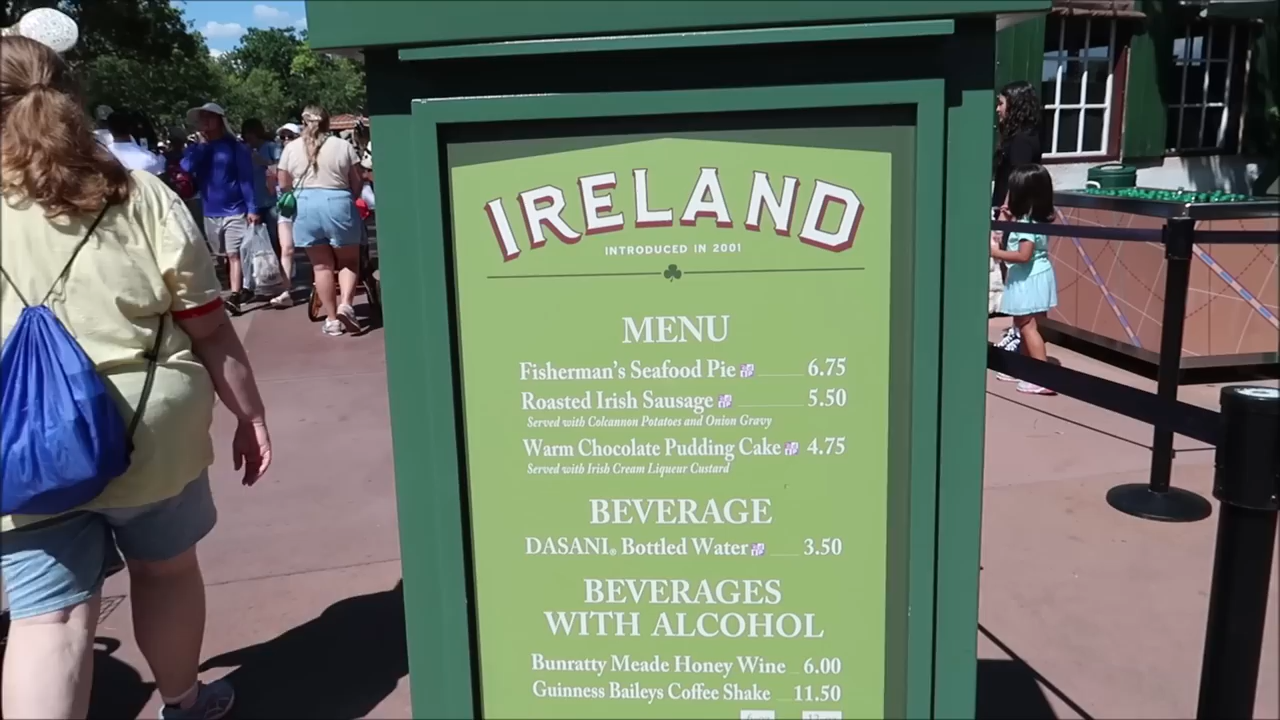 IRELAND
INTRODUCED IN 2001
MENU
Fisherman's Seafood Pie 6.75
Roasted Irish Sausage 5.50
Served with Colcannon Potatoes and Onion Gravy
Warm Chocolate Pudding Cake 4.75
Served with Irish Cream Liqueur Custard
BEVERAGE
DASANI® Bottled Water 3.50
BEVERAGES
WITH ALCOHOL
Bunratty Meade Honey Wine 6.00
Guinness Baileys Coffee Shake 11.50